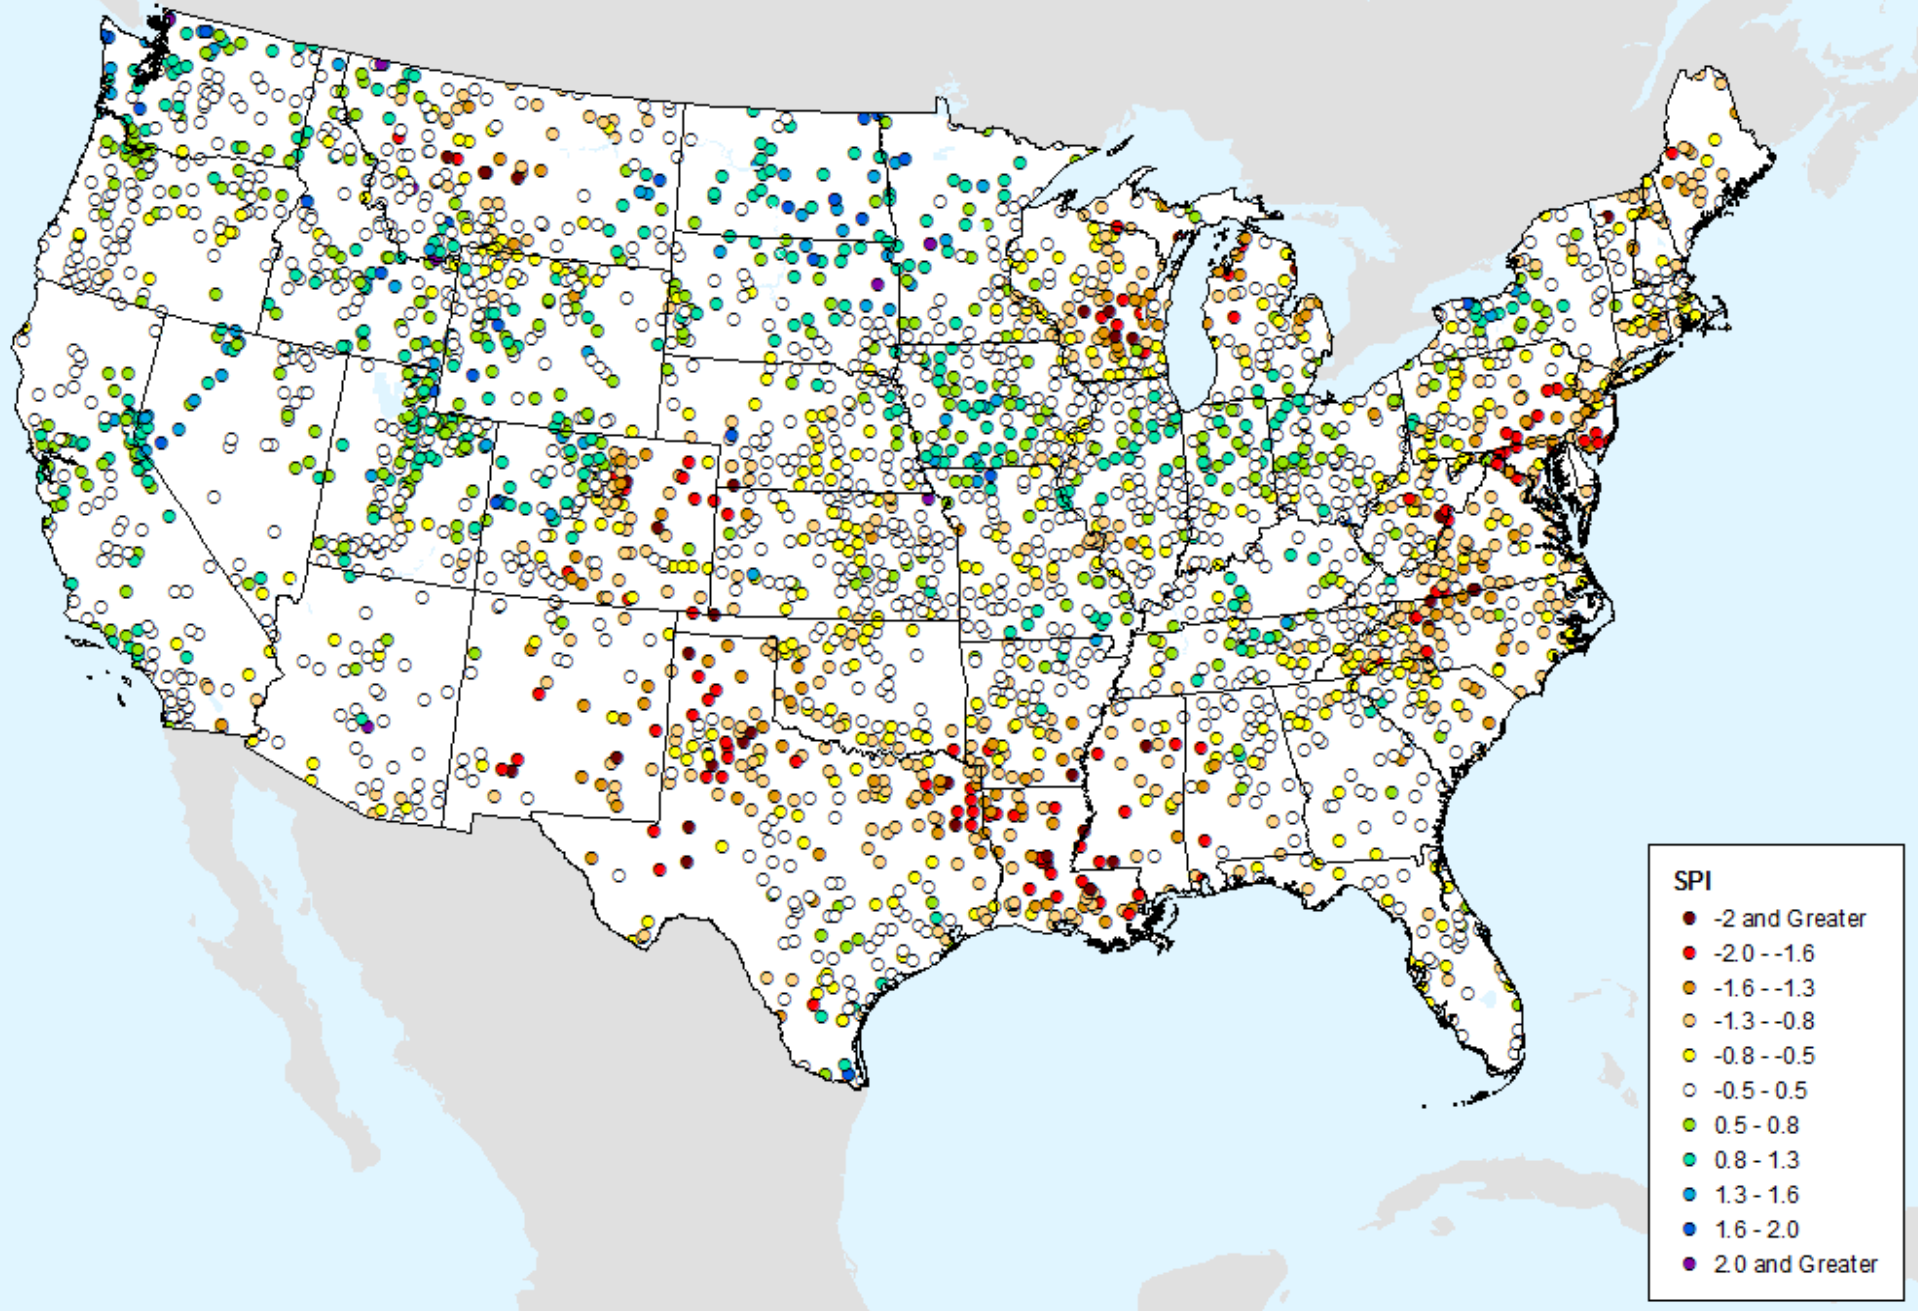 SPI
-2 and Greater
-2.0 - -1.6
-1.6 - -1.3
-1.3 - -0.8
-0.8 - -0.5
-0.5 - 0.5
0.5 - 0.8
0.8 - 1.3
1.3 - 1.6
1.6 - 2.0
2.0 and Greater